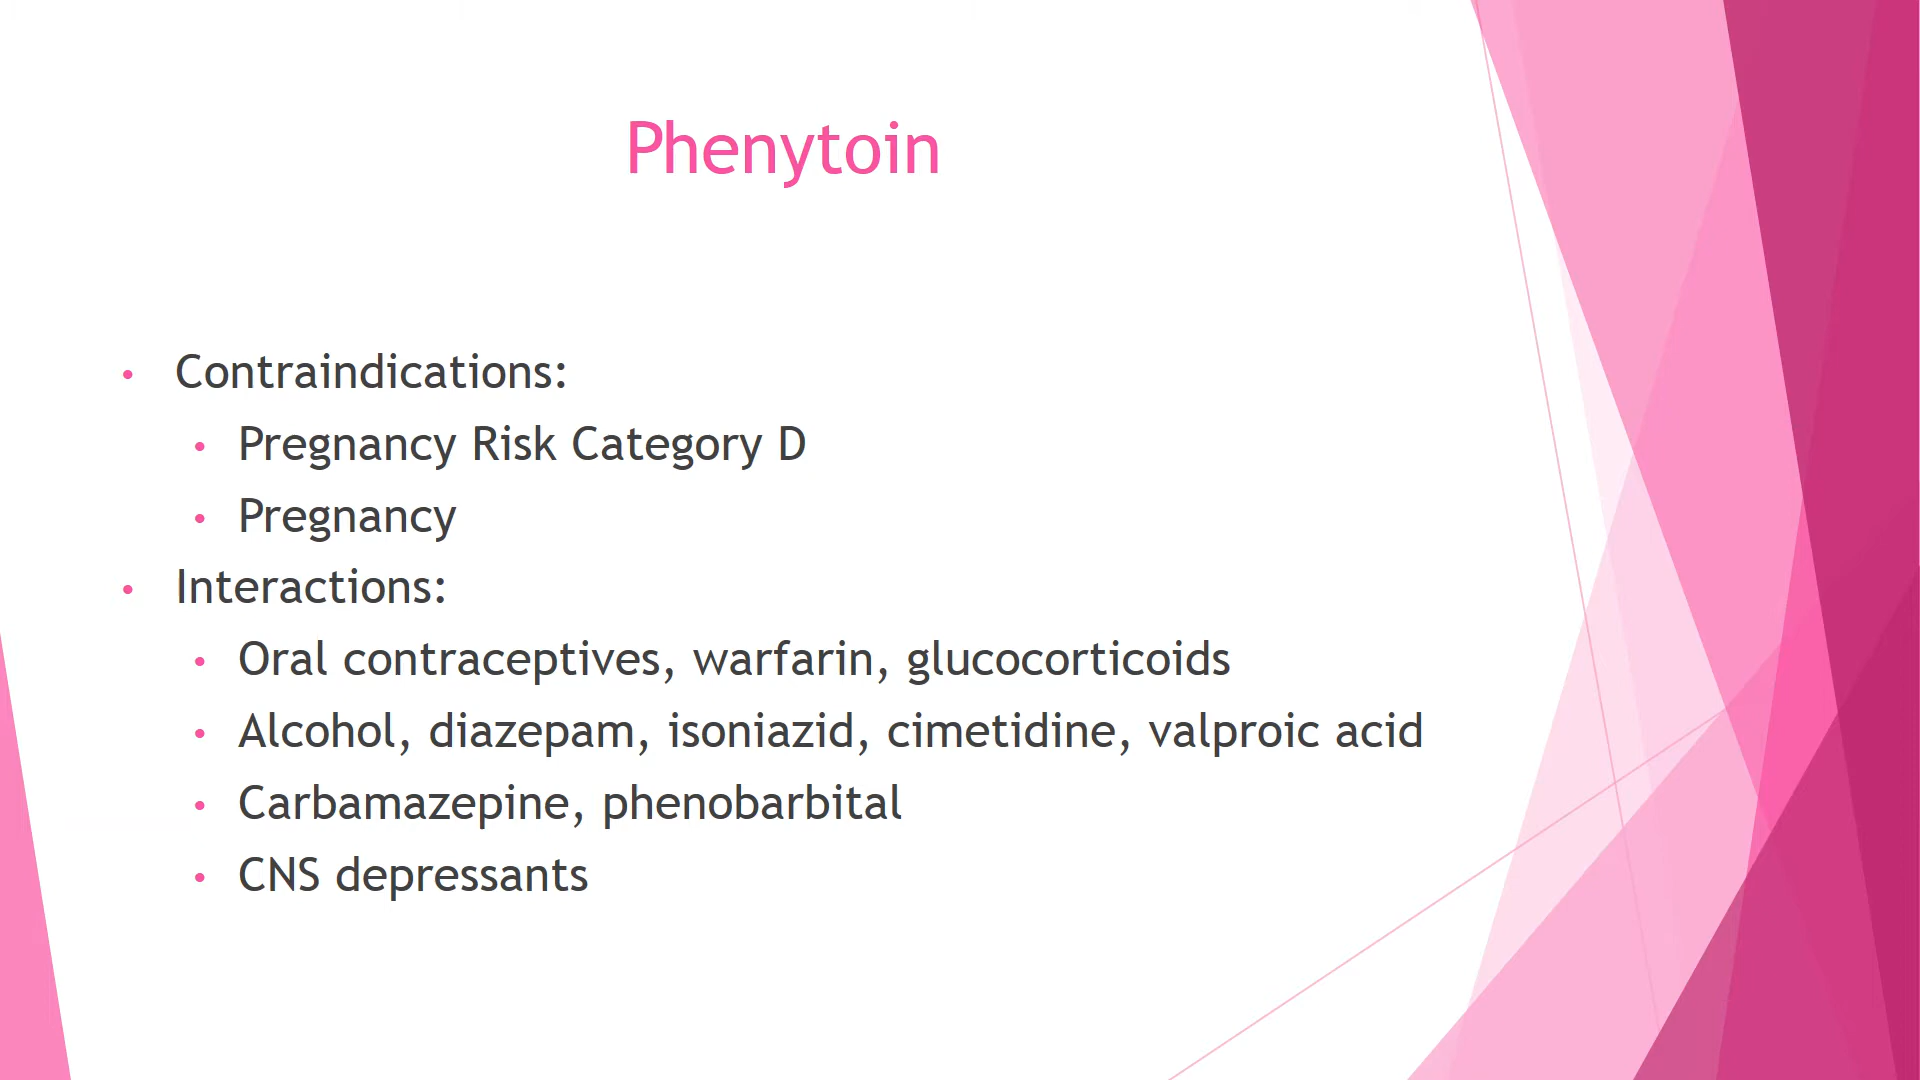 Phenytoin
• Contraindications:
• Pregnancy Risk Category D
• Pregnancy
• Interactions:
• Oral contraceptives, warfarin, glucocorticoids
• Alcohol, diazepam, isoniazid, cimetidine, valproic acid
• Carbamazepine, phenobarbital
• CNS depressants